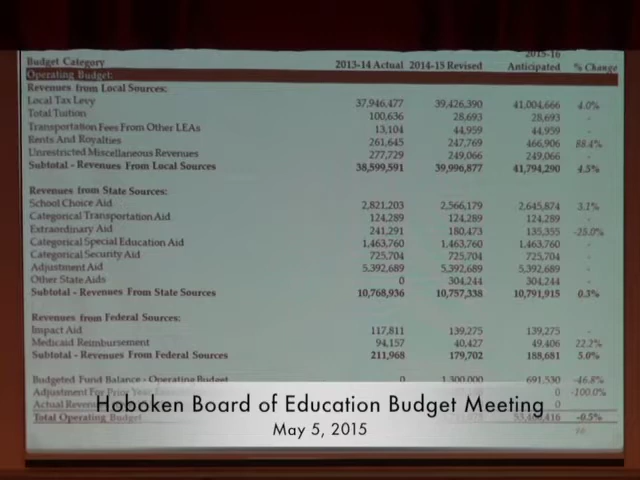 2015-16
Budget Category 2013-14 Actual 2014-15 Revised Anticipated % Change
Operating Budget:
Revenues from Local Sources:
Local Tax Levy 37,946,477 39,426,390 41,004,666 4.0%
Total Tuition 100,636 28,693 28,693 -
Transportation Fees From Other LEAs 13,104 44,959 44,959 -
Rents And Royalties 261,645 247,769 466,906 88.4%
Unrestricted Miscellaneous Revenues 277,729 249,066 249,066 -
Subtotal - Revenues From Local Sources 38,599,591 39,996,877 41,794,290 4.5%
Revenues from State Sources:
School Choice Aid 2,821,203 2,566,179 2,645,874 3.1%
Categorical Transportation Aid 124,289 124,289 124,289 -
Extraordinary Aid 241,291 180,473 135,355 -25.0%
Categorical Special Education Aid 1,463,760 1,463,760 1,463,760 -
Categorical Security Aid 725,704 725,704 725,704 -
Adjustment Aid 5,392,689 5,392,689 5,392,689 -
Other State Aids 0 304,244 304,244 -
Subtotal - Revenues From State Sources 10,768,936 10,757,338 10,791,915 0.3%
Revenues from Federal Sources:
Impact Aid 117,811 139,275 139,275 -
Medicaid Reimbursement 94,157 40,427 49,406 22.2%
Subtotal - Revenues From Federal Sources 211,968 179,702 188,681 5.0%
Budgeted Fund Balance - Operating Budget 0 1,300,000 691,530 -46.8%
Adjustment For Prior Year 0 -100.0%
Actual 0
Total Operating Budget -0.5%
Hoboken Board of Education Budget Meeting
May 5, 2015